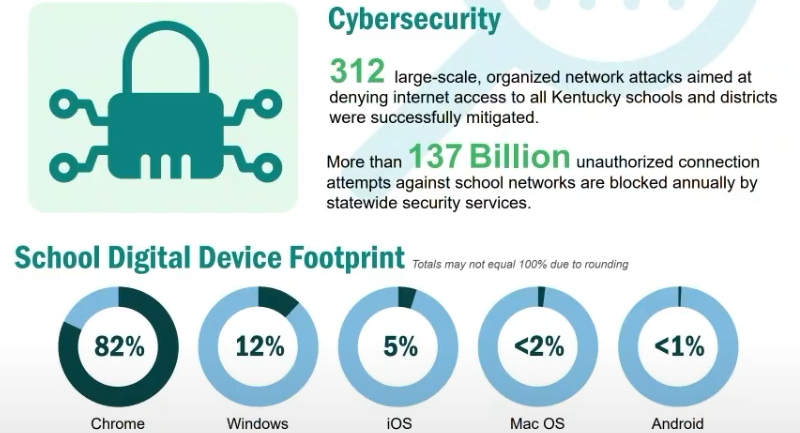 Cybersecurity
312 large-scale, organized network attacks aimed at
denying internet access to all Kentucky schools and districts
were successfully mitigated.
More than 137 Billion unauthorized connection
attempts against school networks are blocked annually by
statewide security services.
School Digital Device Footprint Totals may not equal 100% due to rounding
82% 12% 5% <2% <1%
Chrome Windows iOS Mac OS Android